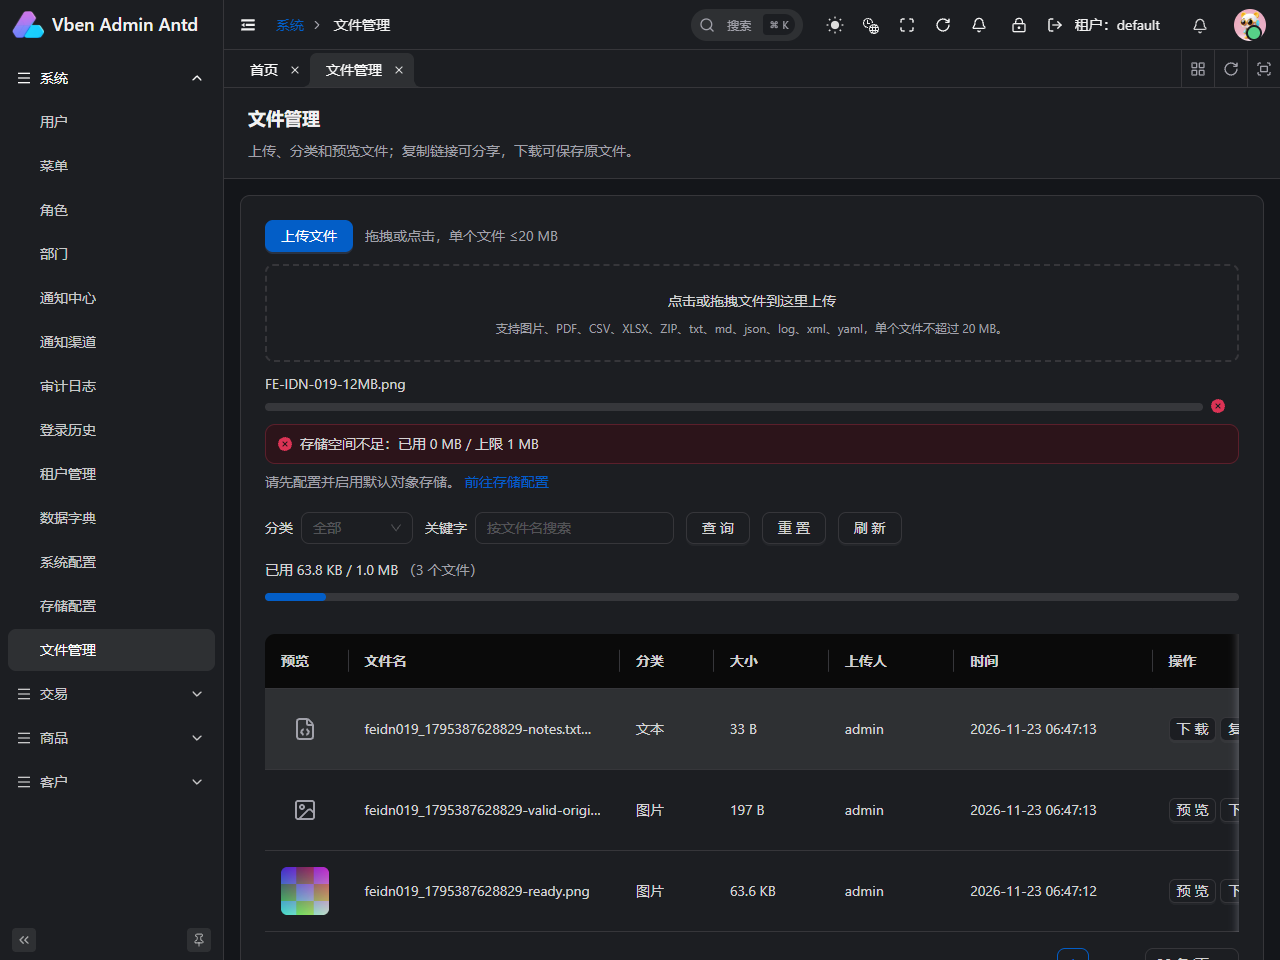 Vben Admin Antd
系统
用户
菜单
角色
部门
通知中心
通知渠道
审计日志
登录历史
租户管理
数据字典
系统配置
存储配置
文件管理
交易
商品
客户
系统 文件管理
搜索 ⌘ K
租户：default
首页 文件管理
文件管理
上传、分类和预览文件；复制链接可分享，下载可保存原文件。
上传文件 拖拽或点击，单个文件 ≤20 MB
点击或拖拽文件到这里上传
支持图片、PDF、CSV、XLSX、ZIP、txt、md、json、log、xml、yaml，单个文件不超过 20 MB。
FE-IDN-019-12MB.png
存储空间不足：已用 0 MB / 上限 1 MB
请先配置并启用默认对象存储。 前往存储配置
分类 全部 关键字 按文件名搜索 查 询 重 置 刷 新
已用 63.8 KB / 1.0 MB （3 个文件）
预览 文件名 分类 大小 上传人 时间 操作
feidn019_1795387628829-notes.txt... 文本 33 B admin 2026-11-23 06:47:13 下 载 复
feidn019_1795387628829-valid-origi... 图片 197 B admin 2026-11-23 06:47:13 预 览 下
feidn019_1795387628829-ready.png 图片 63.6 KB admin 2026-11-23 06:47:12 预 览 下